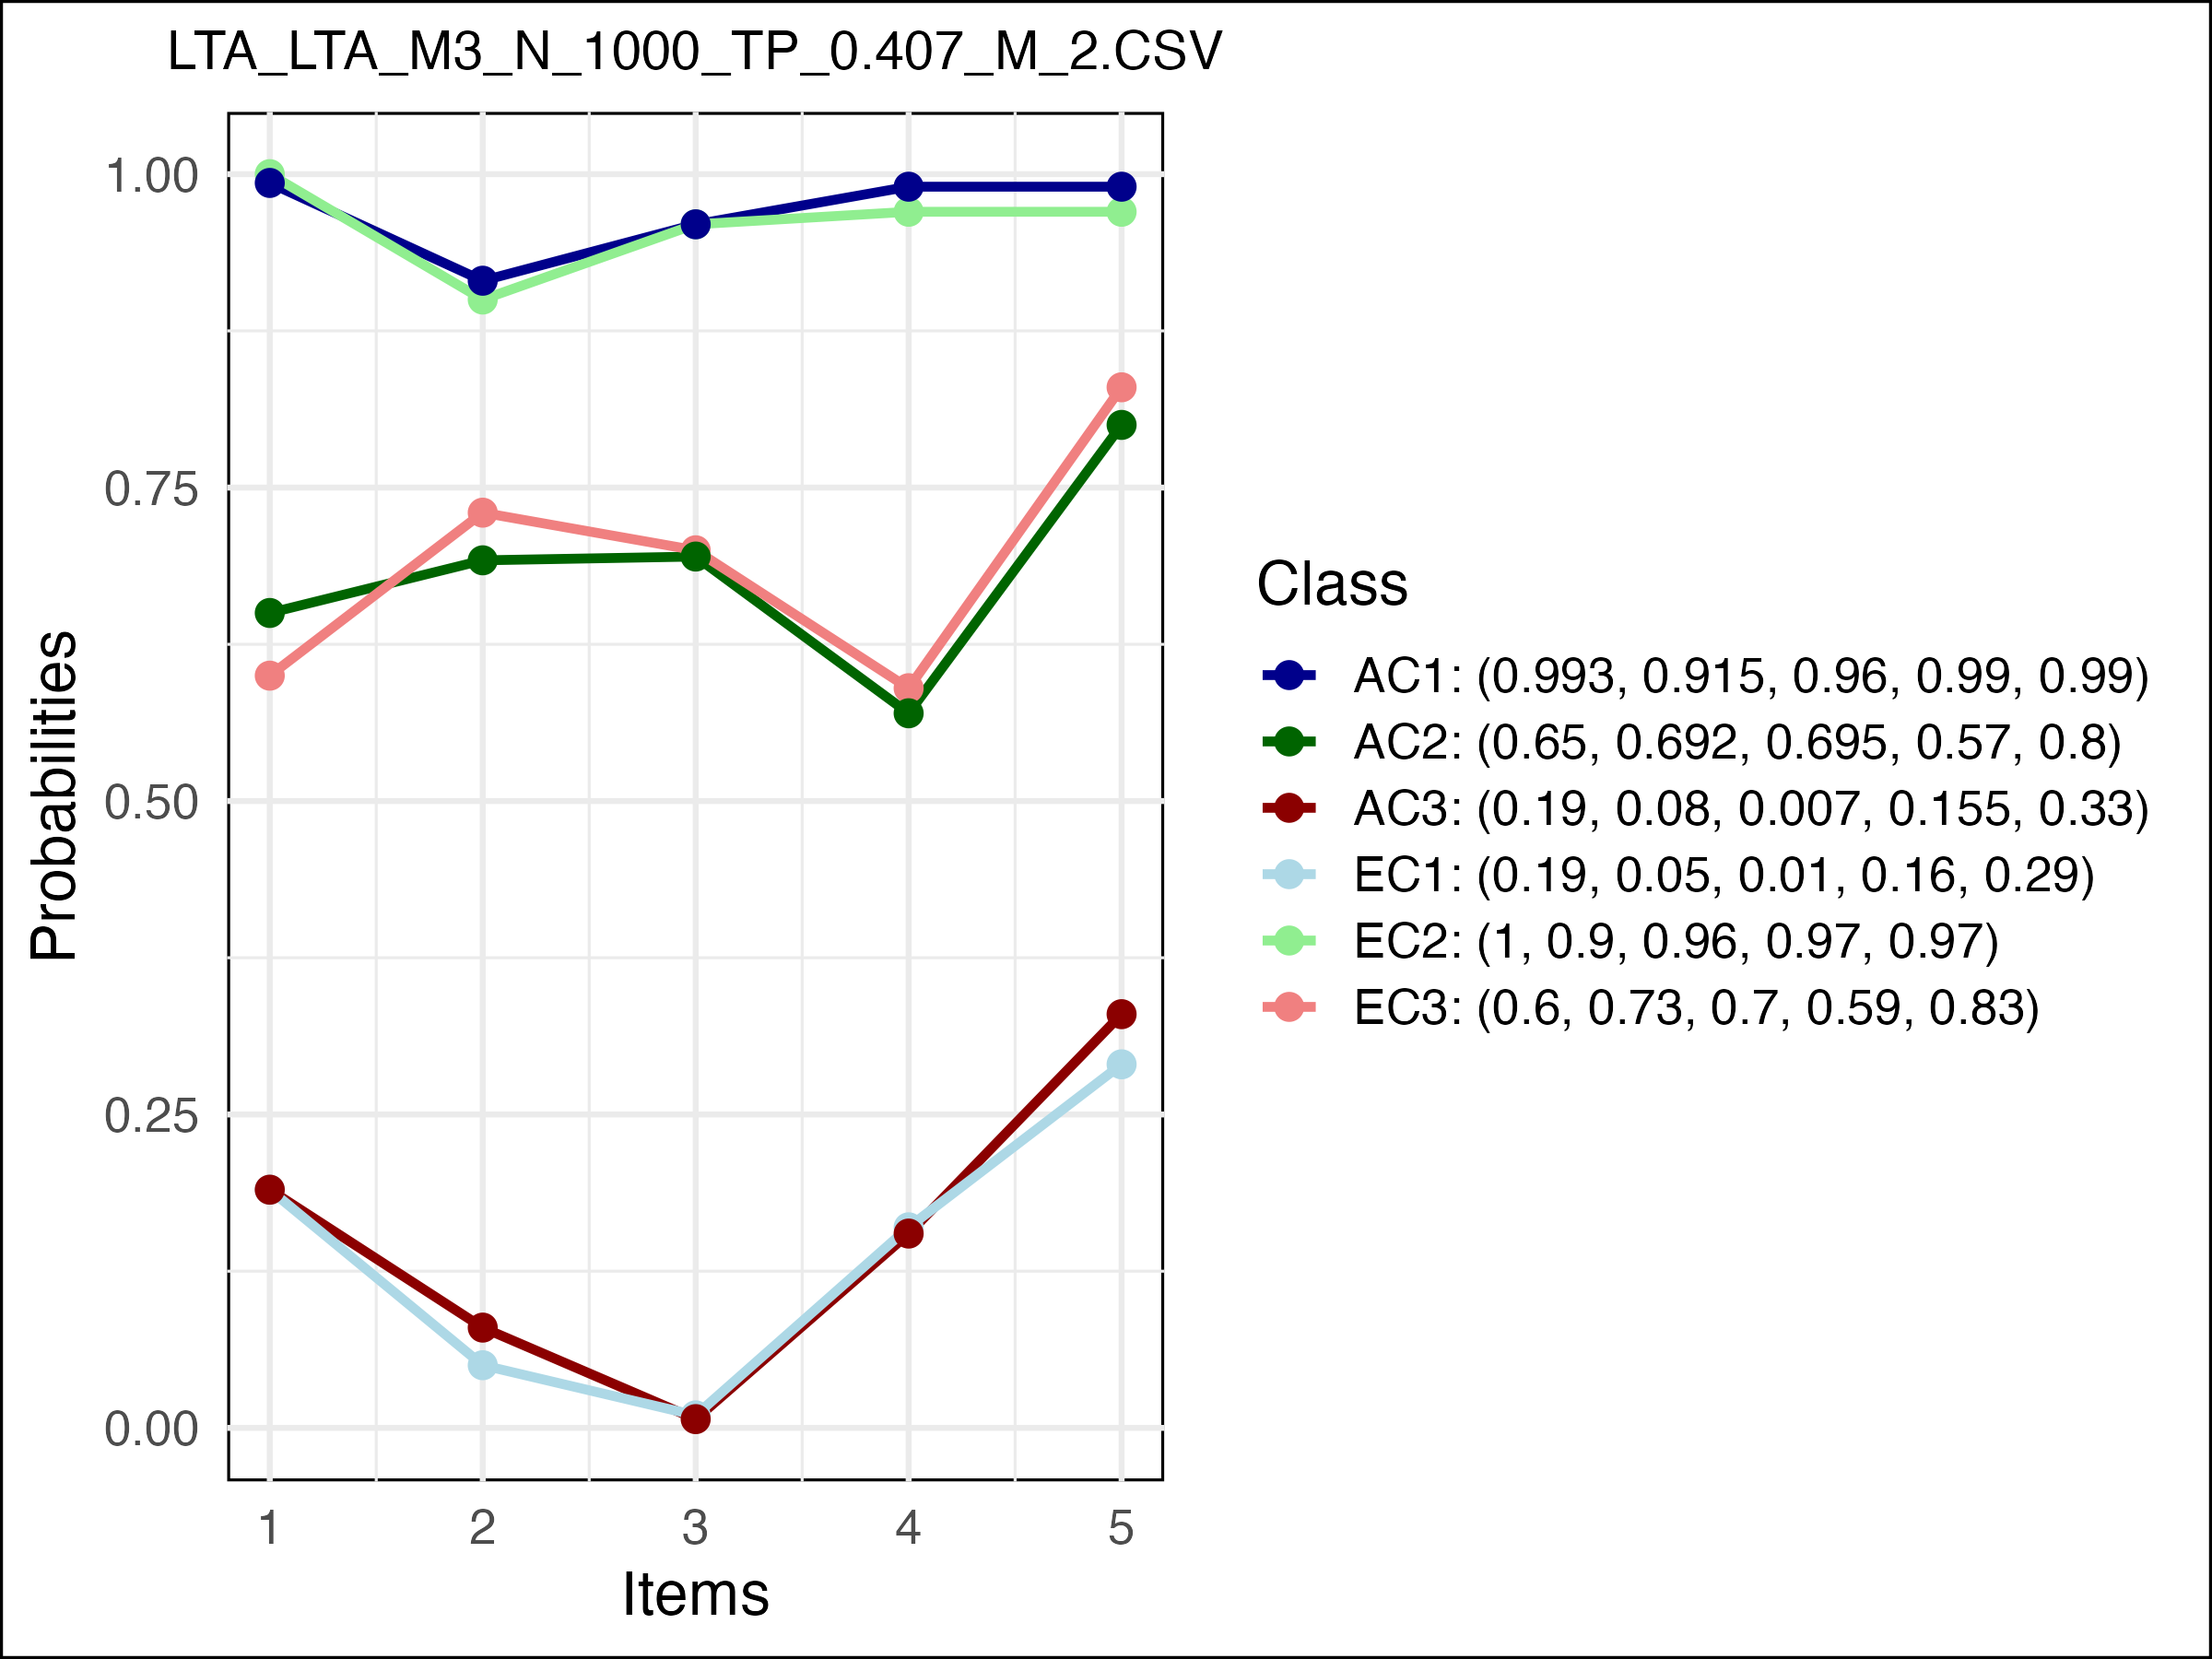 LTA_LTA_M3_N_1000_TP_0.407_M_2.CSV
1.00
0.75
0.50
0.25
0.00
Probabilities
1 2 3 4 5
Items
Class
AC1: (0.993, 0.915, 0.96, 0.99, 0.99)
AC2: (0.65, 0.692, 0.695, 0.57, 0.8)
AC3: (0.19, 0.08, 0.007, 0.155, 0.33)
EC1: (0.19, 0.05, 0.01, 0.16, 0.29)
EC2: (1, 0.9, 0.96, 0.97, 0.97)
EC3: (0.6, 0.73, 0.7, 0.59, 0.83)